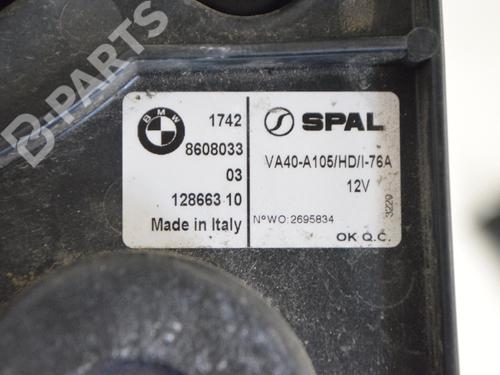 B-PARTS
BMW
1742
8608033
03
128663 10
Made in Italy
SPAL
VA40-A105/HD/I-76A
12V
3220
N°WO:2695834
OK Q.C.